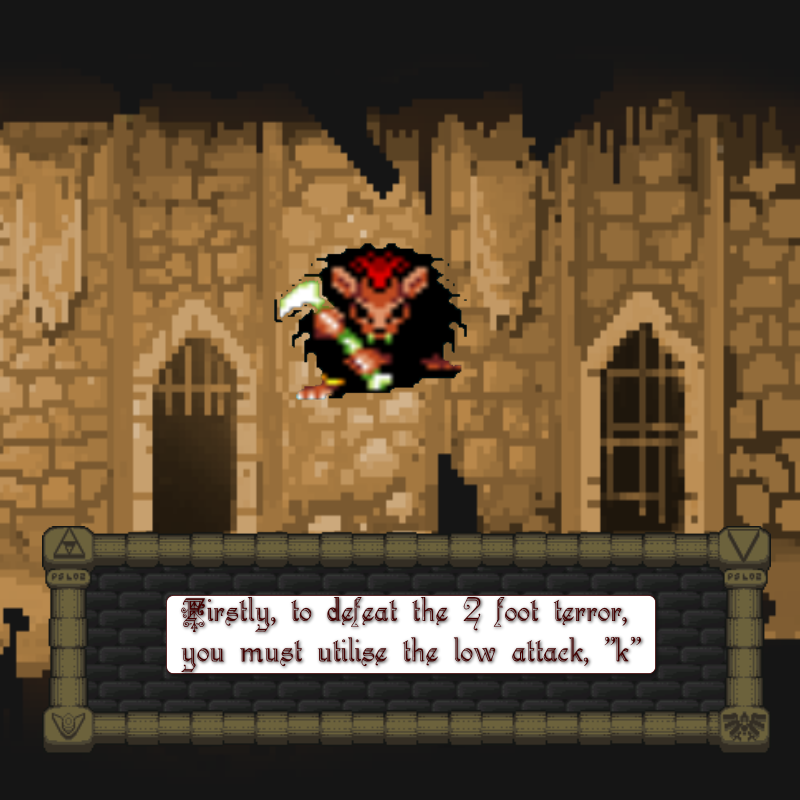 Firstly, to defeat the 2 foot terror,
you must utilise the low attack, "k"